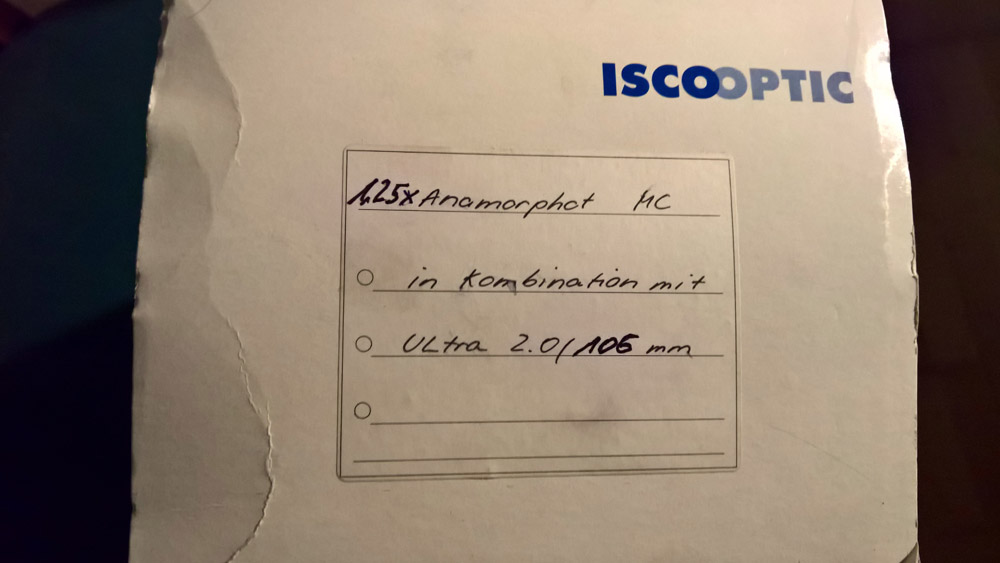 ISCOOPTIC
1,25x Anamorphot MC
in Kombination mit
ULtra 2.0/106 mm